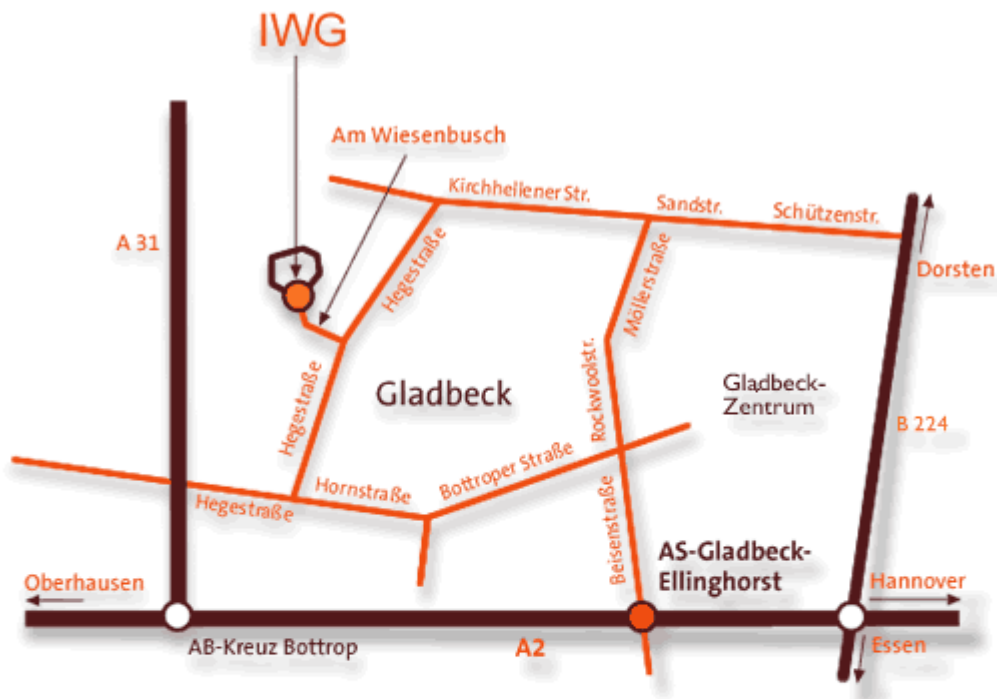 IWG
Am Wiesenbusch
Kirchhellener Str.
Sandstr.
Schützenstr.
A 31
Hegestraße
Möllerstraße
Dorsten
Hegestraße
Gladbeck
Rockwoolstr.
Gladbeck-
Zentrum
B 224
Bottroper Straße
Hornstraße
Hegestraße
Beisenstraße
AS-Gladbeck-
Ellinghorst
Oberhausen
Hannover
AB-Kreuz Bottrop
A2
Essen